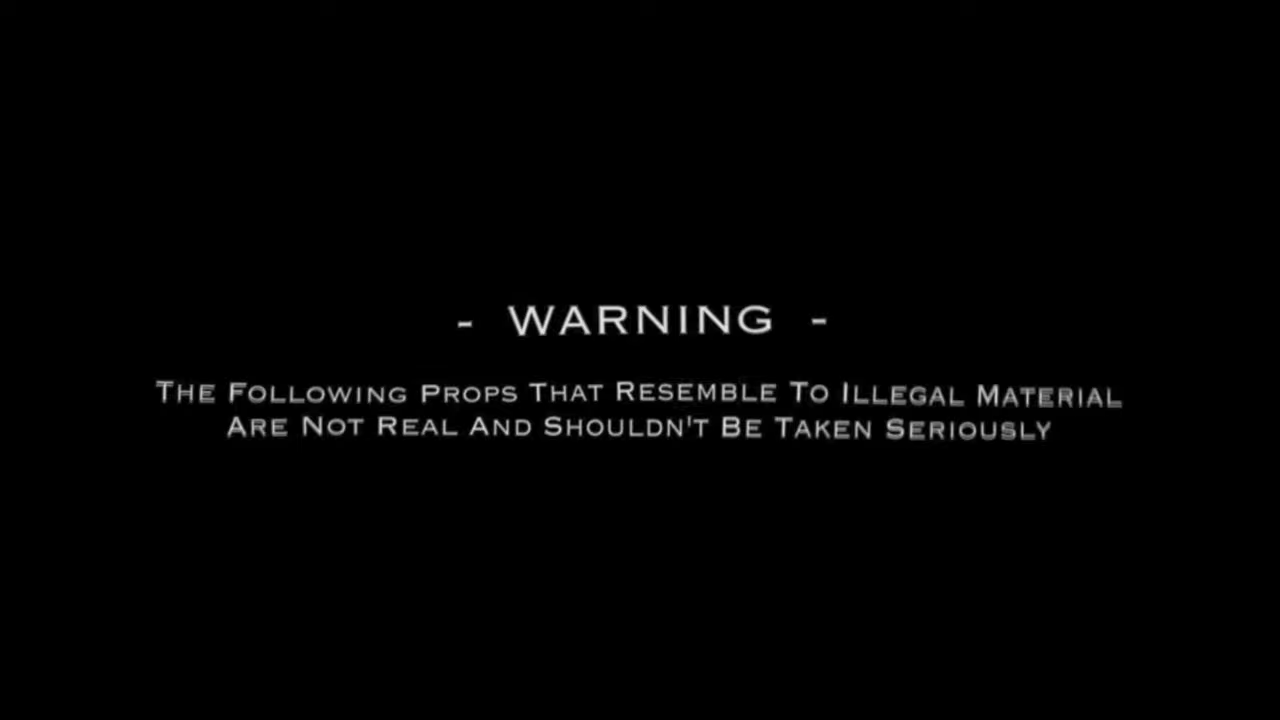 - WARNING -
The Following Props That Resemble To Illegal Material
Are Not Real And Shouldn't Be Taken Seriously